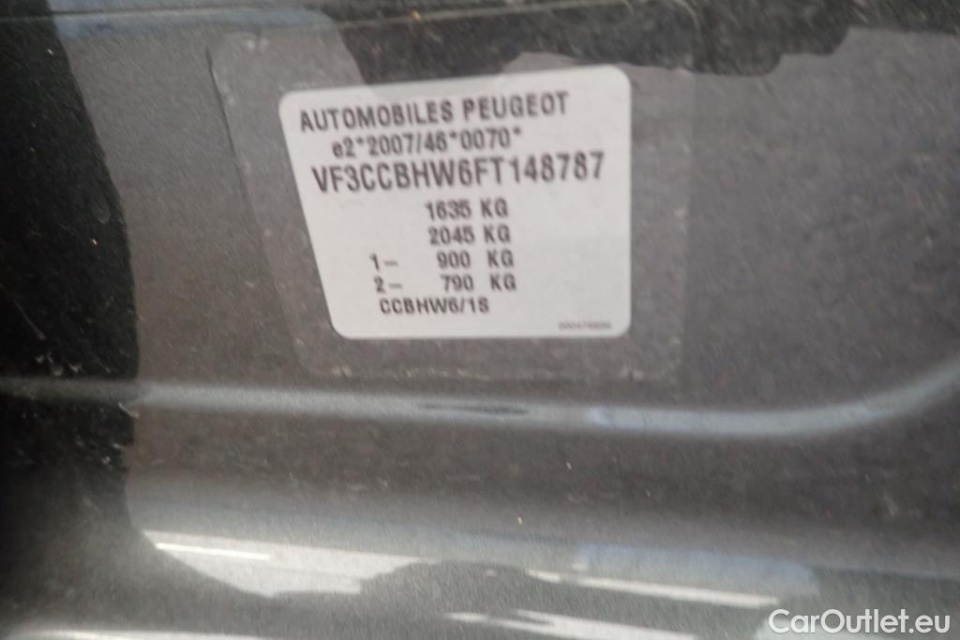 AUTOMOBILES PEUGEOT
e2*2007/46*0070*
VF3CCBHW6FT148787
1635 KG
2045 KG
1- 900 KG
2- 790 KG
CCBHW6/1S
CarOutlet.eu